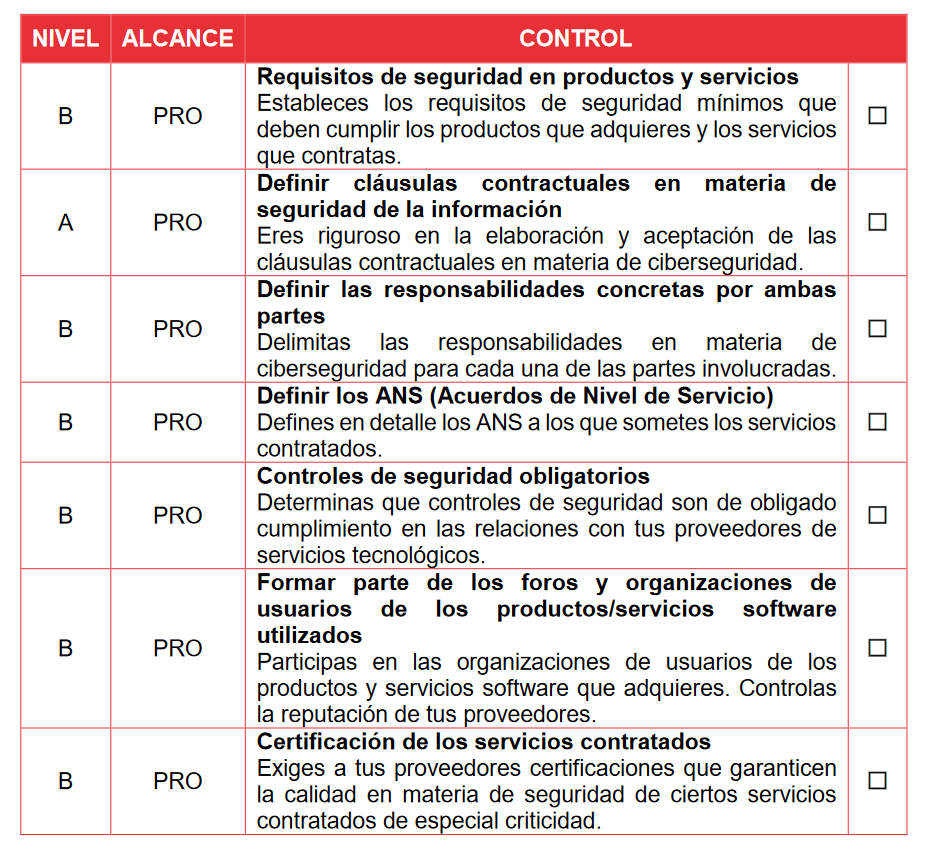 NIVEL ALCANCE CONTROL
Requisitos de seguridad en productos y servicios
Estableces los requisitos de seguridad mínimos que
B PRO deben cumplir los productos que adquieres y los servicios
que contratas.
Definir cláusulas contractuales en materia de
seguridad de la información
A PRO Eres riguroso en la elaboración y aceptación de las
cláusulas contractuales en materia de ciberseguridad.
Definir las responsabilidades concretas por ambas
partes
B PRO Delimitas las responsabilidades en materia de
ciberseguridad para cada una de las partes involucradas.
Definir los ANS (Acuerdos de Nivel de Servicio)
B PRO Defines en detalle los ANS a los que sometes los servicios
contratados.
Controles de seguridad obligatorios
Determinas que controles de seguridad son de obligado
B PRO cumplimiento en las relaciones con tus proveedores de
servicios tecnológicos.
Formar parte de los foros y organizaciones de
usuarios de los productos/servicios software
utilizados
B PRO Participas en las organizaciones de usuarios de los
productos y servicios software que adquieres. Controlas
la reputación de tus proveedores.
Certificación de los servicios contratados
Exiges a tus proveedores certificaciones que garanticen
B PRO la calidad en materia de seguridad de ciertos servicios
contratados de especial criticidad.